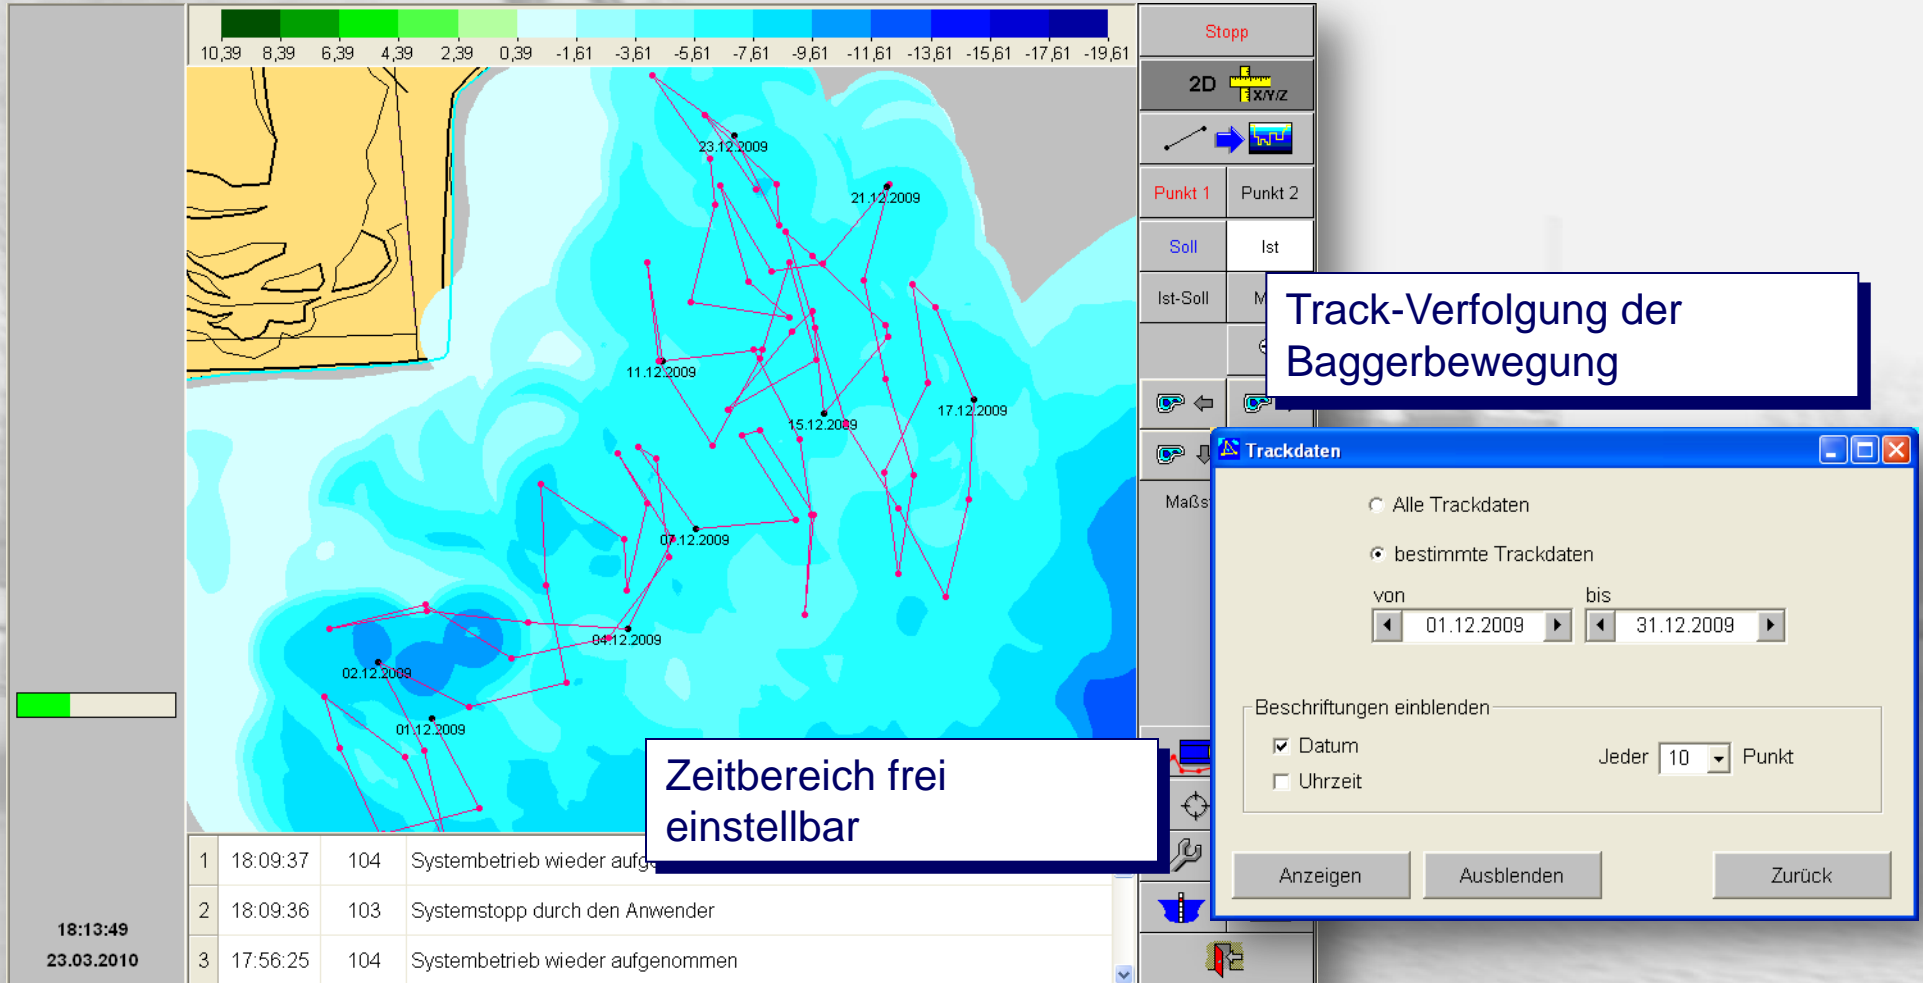 10,39 8,39 6,39 4,39 2,39 0,39 -1,61 -3,61 -5,61 -7,61 -9,61 -11,61 -13,61 -15,61 -17,61 -19,61
23.12.2009
21.12.2009
11.12.2009
15.12.2009
17.12.2009
07.12.2009
04.12.2009
02.12.2009
01.12.2009
Stopp
2D X/Y/Z
Punkt 1 Punkt 2
Soll Ist
Ist-Soll
Track-Verfolgung der
Baggerbewegung
Trackdaten
Alle Trackdaten
bestimmte Trackdaten
von bis
01.12.2009 31.12.2009
Beschriftungen einblenden
Datum
Uhrzeit
Jeder 10 Punkt
Anzeigen Ausblenden Zurück
Zeitbereich frei
einstellbar
1 18:09:37 104 Systembetrieb wieder
2 18:09:36 103 Systemstopp durch den Anwender
3 17:56:25 104 Systembetrieb wieder aufgenommen
18:13:49
23.03.2010